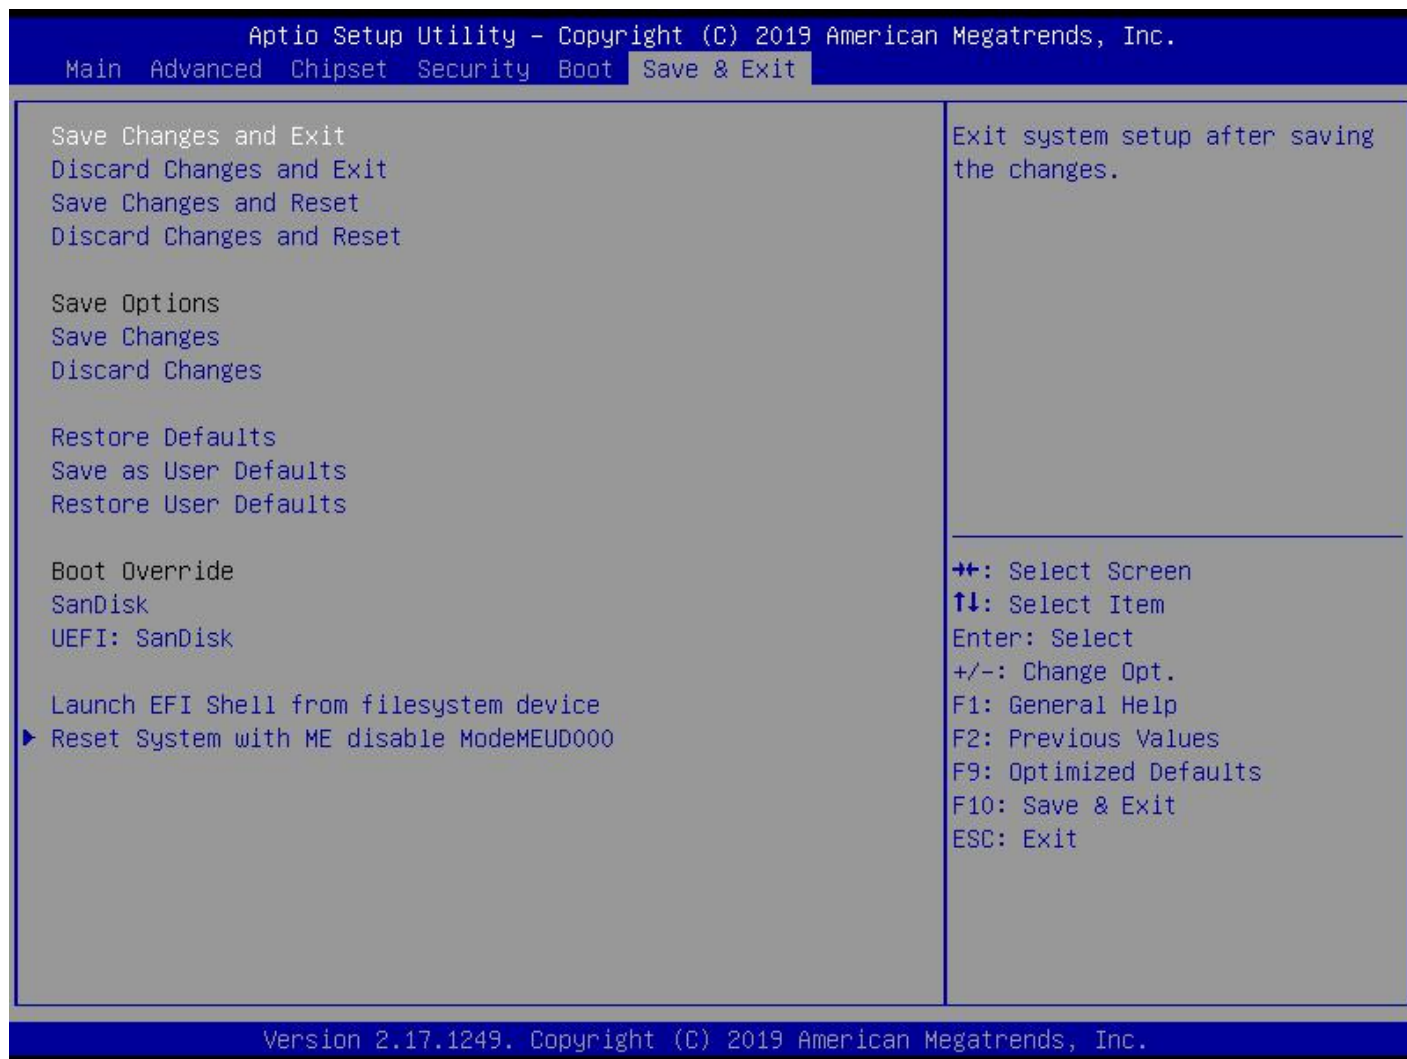 Aptio Setup Utility – Copyright (C) 2019 American Megatrends, Inc.
Main Advanced Chipset Security Boot Save & Exit
Save Changes and Exit
Discard Changes and Exit
Save Changes and Reset
Discard Changes and Reset
Save Options
Save Changes
Discard Changes
Restore Defaults
Save as User Defaults
Restore User Defaults
Boot Override
SanDisk
UEFI: SanDisk
Launch EFI Shell from filesystem device
Reset System with ME disable ModeMEUD000
Exit system setup after saving
the changes.
→←: Select Screen
↑↓: Select Item
Enter: Select
+/-: Change Opt.
F1: General Help
F2: Previous Values
F9: Optimized Defaults
F10: Save & Exit
ESC: Exit
Version 2.17.1249. Copyright (C) 2019 American Megatrends, Inc.